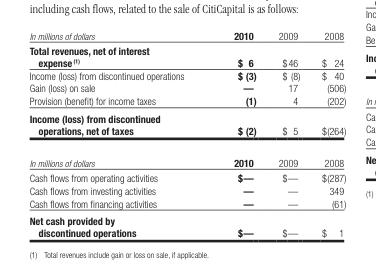 including cash flows, related to the sale of CitiCapital is as follows:
In millions of dollars 2010 2009 2008
Total revenues, net of interest
expense (1) $ 6 $46 $ 24
Income (loss) from discontinued operations $ (3) $ (8) $ 40
Gain (loss) on sale — 17 (506)
Provision (benefit) for income taxes (1) 4 (202)
Income (loss) from discontinued
operations, net of taxes $ (2) $ 5 $(264)
In millions of dollars 2010 2009 2008
Cash flows from operating activities $— $— $(287)
Cash flows from investing activities — — 349
Cash flows from financing activities — — (61)
Net cash provided by
discontinued operations $— $— $ 1
(1) Total revenues include gain or loss on sale, if applicable.
Inc
Ga
Be
In
Ca
Ca
Ca
Ne
(1)